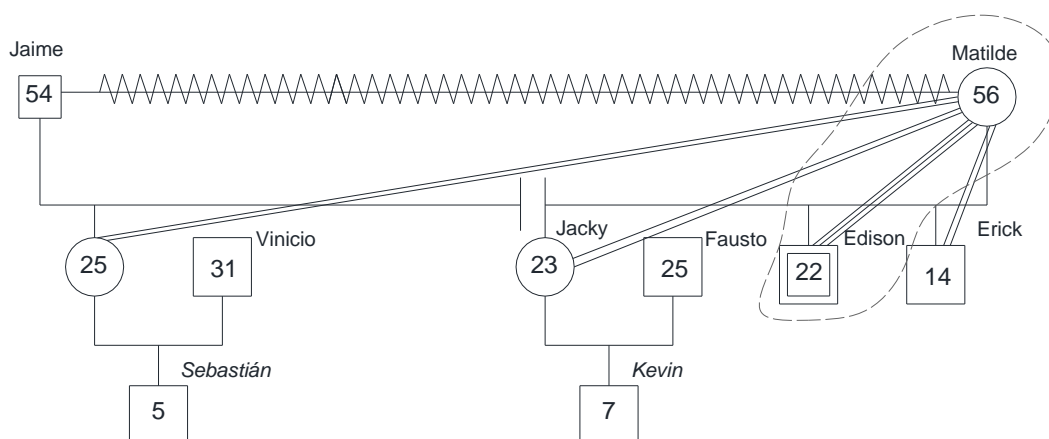 Jaime
Matilde
54
56
25
31
Vinicio
23
Jacky
25
Fausto
22
Edison
14
Erick
Sebastián
Kevin
5
7